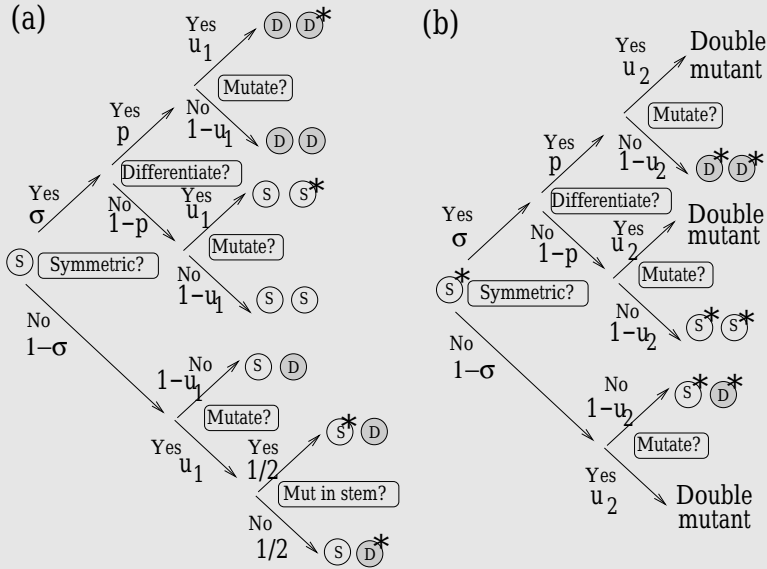 (a)
Yes
u1
D D*
Mutate?
Yes
p
No
1−u1
D D
Differentiate?
Yes
σ
No
1−p
Yes
u1
S S*
Mutate?
S
Symmetric?
No
1−u1
S S
No
1−σ
No
1−u1
S D
Mutate?
Yes
u1
Yes
1/2
S* D
Mut in stem?
No
1/2
S D*
(b)
Yes
u2
Double
mutant
Mutate?
Yes
p
No
1−u2
D* D*
Differentiate?
Yes
σ
No
1−p
Yes
u2
Double
mutant
Mutate?
S*
Symmetric?
No
1−u2
S* S*
No
1−σ
No
1−u2
S* D*
Mutate?
Yes
u2
Double
mutant